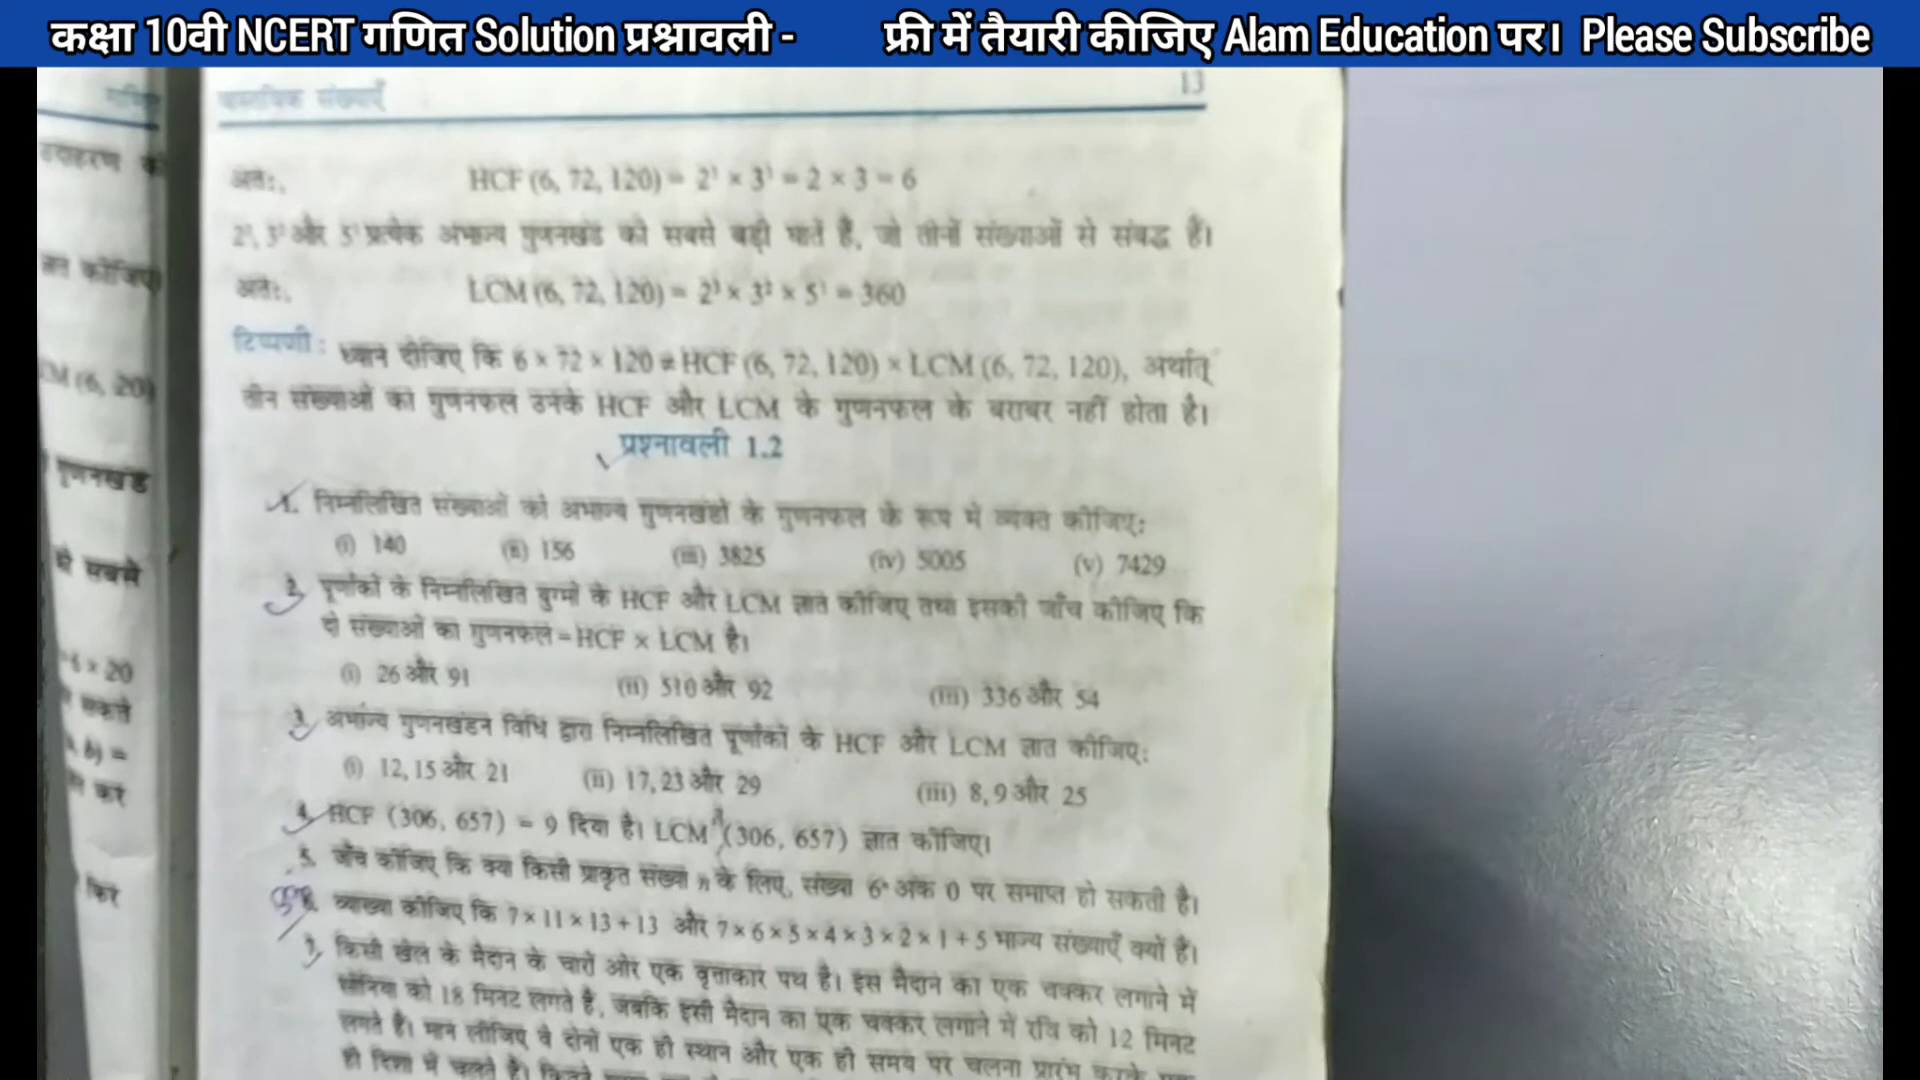 कक्षा 10वी NCERT गणित Solution प्रश्नावली - फ्री में तैयारी कीजिए Alam Education पर। Please Subscribe
वास्तविक संख्याएँ 13
अतः, HCF (6, 72, 120) = 2¹ × 3¹ = 2 × 3 = 6
2³, 3² और 5¹ प्रत्येक अभाज्य गुणनखंड की सबसे बड़ी घातें हैं, जो तीनों संख्याओं से संबद्ध हैं।
अतः, LCM (6, 72, 120) = 2³ × 3² × 5¹ = 360
टिप्पणी : ध्यान दीजिए कि 6 × 72 × 120 ≠ HCF (6, 72, 120) × LCM (6, 72, 120), अर्थात्
तीन संख्याओं का गुणनफल उनके HCF और LCM के गुणनफल के बराबर नहीं होता है।
प्रश्नावली 1.2
1. निम्नलिखित संख्याओं को अभाज्य गुणनखंडों के गुणनफल के रूप में व्यक्त कीजिए:
(i) 140 (ii) 156 (iii) 3825 (iv) 5005 (v) 7429
2. पूर्णांकों के निम्नलिखित युग्मों के HCF और LCM ज्ञात कीजिए तथा इसकी जाँच कीजिए कि
दो संख्याओं का गुणनफल = HCF × LCM है।
(i) 26 और 91 (ii) 510 और 92 (iii) 336 और 54
3. अभाज्य गुणनखंडन विधि द्वारा निम्नलिखित पूर्णांकों के HCF और LCM ज्ञात कीजिए:
(i) 12, 15 और 21 (ii) 17, 23 और 29 (iii) 8, 9 और 25
4. HCF (306, 657) = 9 दिया है। LCM (306, 657) ज्ञात कीजिए।
5. जाँच कीजिए कि क्या किसी प्राकृत संख्या n के लिए, संख्या 6ⁿ अंक 0 पर समाप्त हो सकती है।
6. व्याख्या कीजिए कि 7 × 11 × 13 + 13 और 7 × 6 × 5 × 4 × 3 × 2 × 1 + 5 भाज्य संख्याएँ क्यों हैं।
7. किसी खेल के मैदान के चारों ओर एक वृत्ताकार पथ है। इस मैदान का एक चक्कर लगाने में
सोनिया को 18 मिनट लगते हैं, जबकि इसी मैदान का एक चक्कर लगाने में रवि को 12 मिनट
लगते हैं। मान लीजिए वे दोनों एक ही स्थान और एक ही समय पर चलना प्रारंभ करके
ही दिशा में चलते हैं। कितने